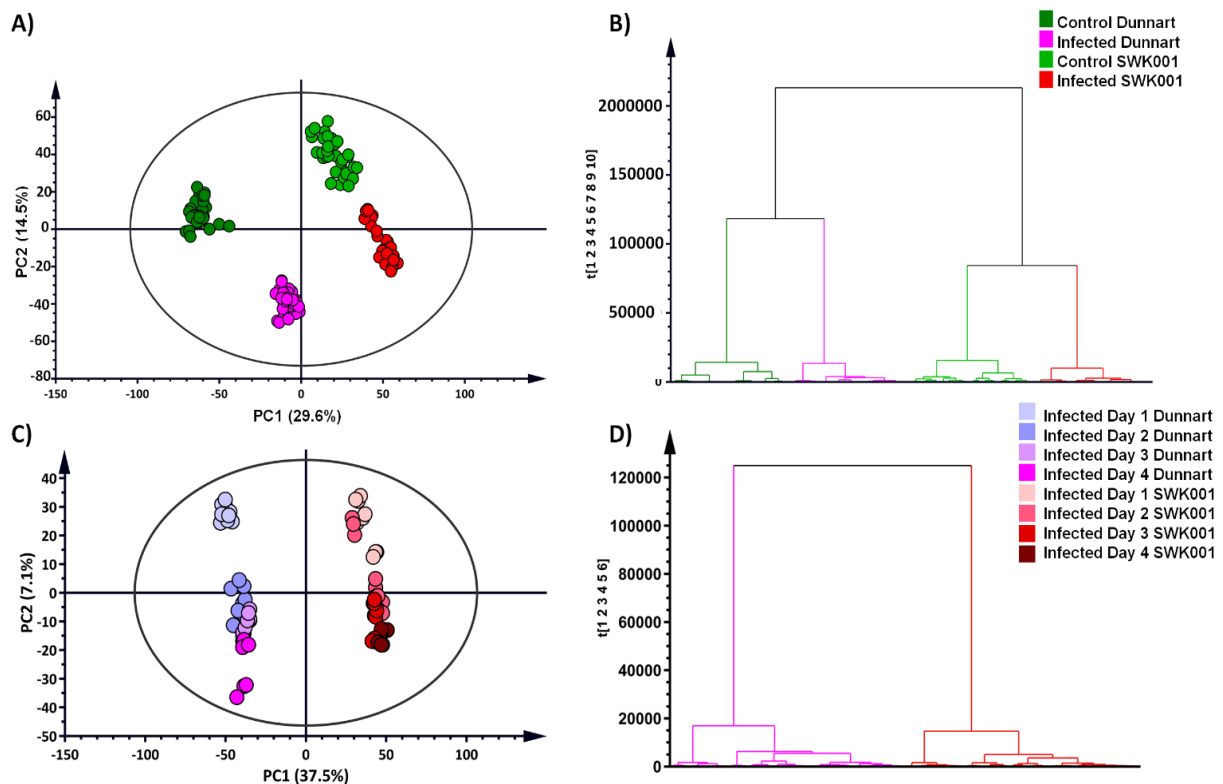 A)
60
40
20
0
-20
-40
-60
-80
PC2 (14.5%)
-150
-100
-50
0
50
100
PC1 (29.6%)
B)
Control Dunnart
Infected Dunnart
Control SWK001
Infected SWK001
2000000
150000
100000
50000
0
t[1 2 3 4 5 6 7 8 9 10]
C)
40
30
20
10
0
-10
-20
-30
-40
-50
PC2 (7.1%)
-150
-100
-50
0
50
100
PC1 (37.5%)
D)
Infected Day 1 Dunnart
Infected Day 2 Dunnart
Infected Day 3 Dunnart
Infected Day 4 Dunnart
Infected Day 1 SWK001
Infected Day 2 SWK001
Infected Day 3 SWK001
Infected Day 4 SWK001
120000
100000
80000
60000
40000
20000
0
t[1 2 3 4 5 6]